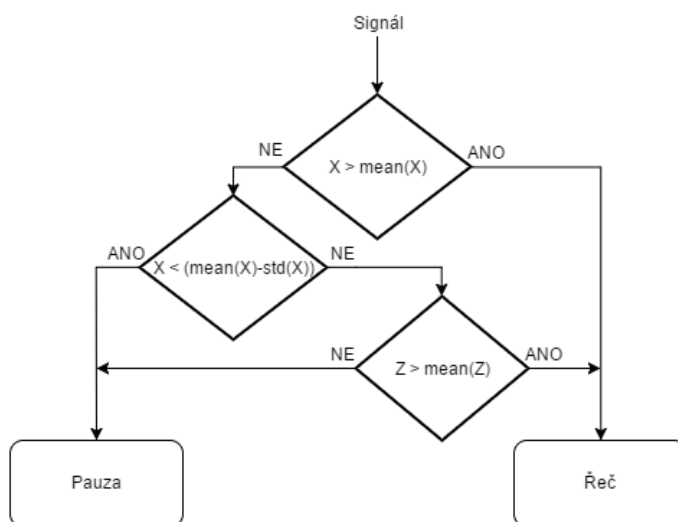 Signál
NE
ANO
X > mean(X)
ANO
NE
X < (mean(X)-std(X))
NE
ANO
Z > mean(Z)
Pauza
Řeč